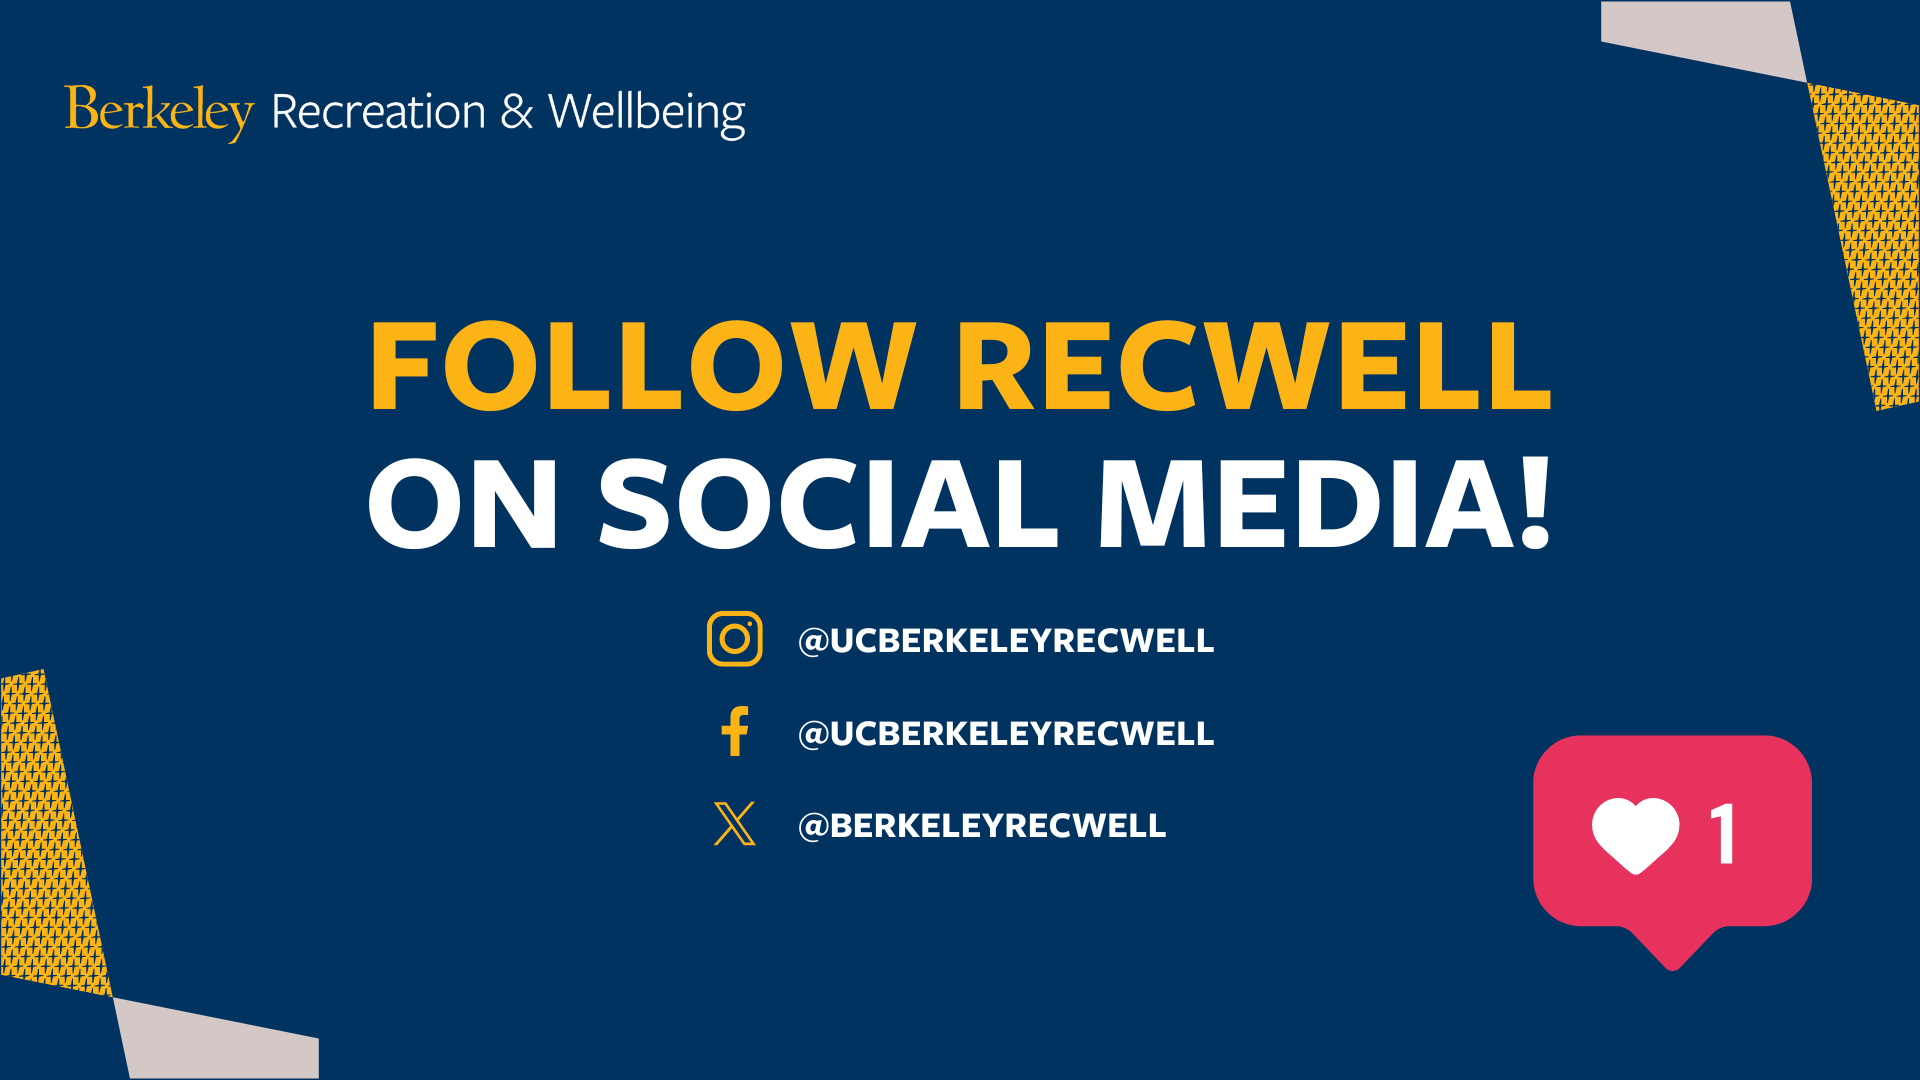 Berkeley Recreation & Wellbeing
FOLLOW RECWELL
ON SOCIAL MEDIA!
@UCBERKELEYRECWELL
@UCBERKELEYRECWELL
@BERKELEYRECWELL
1